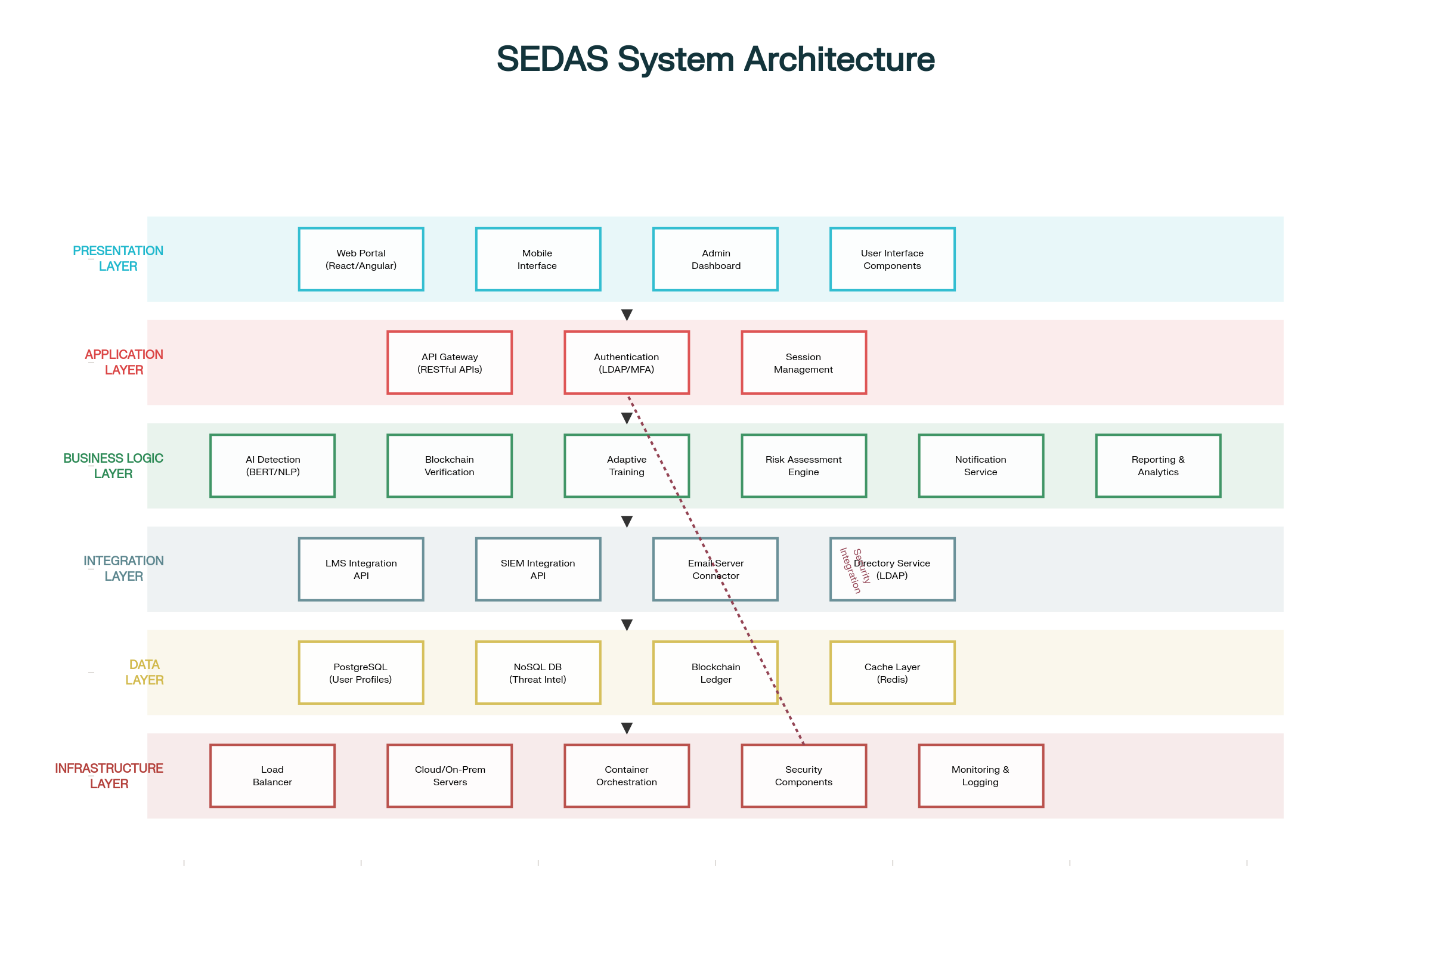 SEDAS System Architecture
PRESENTATION
LAYER
Web Portal
(React/Angular)
Mobile
Interface
Admin
Dashboard
User Interface
Components
APPLICATION
LAYER
API Gateway
(RESTful APIs)
Authentication
(LDAP/MFA)
Session
Management
BUSINESS LOGIC
LAYER
AI Detection
(BERT/NLP)
Blockchain
Verification
Adaptive
Training
Risk Assessment
Engine
Notification
Service
Reporting &
Analytics
INTEGRATION
LAYER
LMS Integration
API
SIEM Integration
API
Email Server
Connector
Directory Service
(LDAP)
Security
Integration
DATA
LAYER
PostgreSQL
(User Profiles)
NoSQL DB
(Threat Intel)
Blockchain
Ledger
Cache Layer
(Redis)
INFRASTRUCTURE
LAYER
Load
Balancer
Cloud/On-Prem
Servers
Container
Orchestration
Security
Components
Monitoring &
Logging